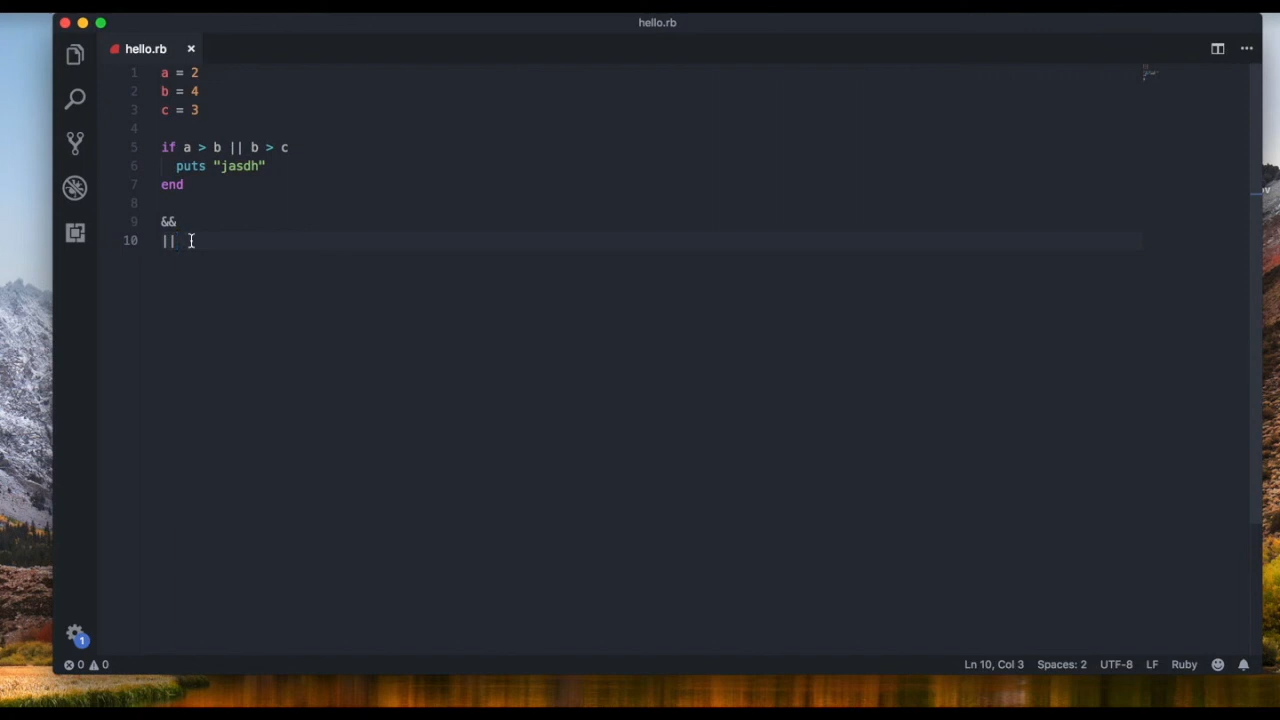 hello.rb
hello.rb
1 a = 2
2 b = 4
3 c = 3
4
5 if a > b || b > c
6 puts "jasdh"
7 end
8
9 &&
10 ||
1
0 0 Ln 10, Col 3 Spaces: 2 UTF-8 LF Ruby